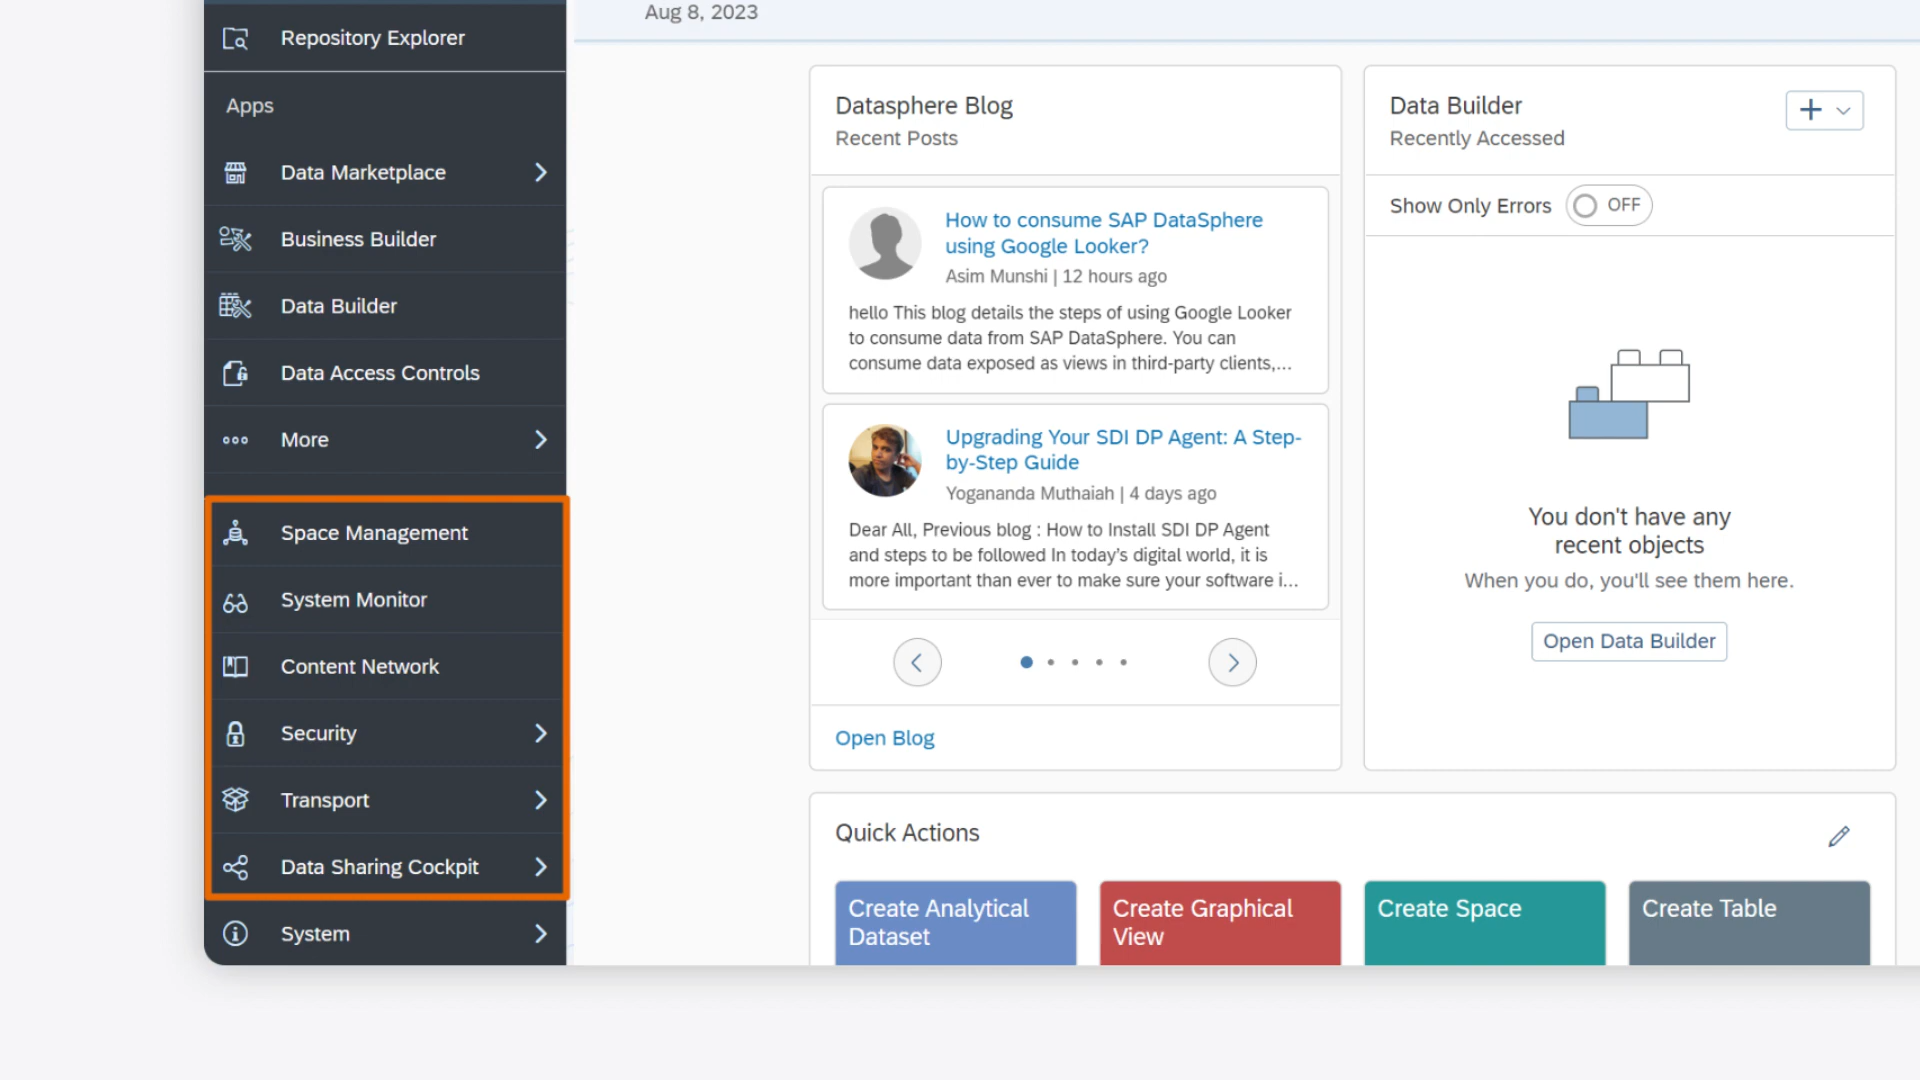 Aug 8, 2023
Repository Explorer
Apps
Data Marketplace
Business Builder
Data Builder
Data Access Controls
More
Space Management
System Monitor
Content Network
Security
Transport
Data Sharing Cockpit
System
Datasphere Blog
Recent Posts
How to consume SAP DataSphere
using Google Looker?
Asim Munshi | 12 hours ago
hello This blog details the steps of using Google Looker
to consume data from SAP DataSphere. You can
consume data exposed as views in third-party clients,...
Upgrading Your SDI DP Agent: A Step-
by-Step Guide
Yogananda Muthaiah | 4 days ago
Dear All, Previous blog : How to Install SDI DP Agent
and steps to be followed In today's digital world, it is
more important than ever to make sure your software i...
Open Blog
Data Builder
Recently Accessed
Show Only Errors OFF
You don't have any
recent objects
When you do, you'll see them here.
Open Data Builder
Quick Actions
Create Analytical
Dataset
Create Graphical
View
Create Space
Create Table